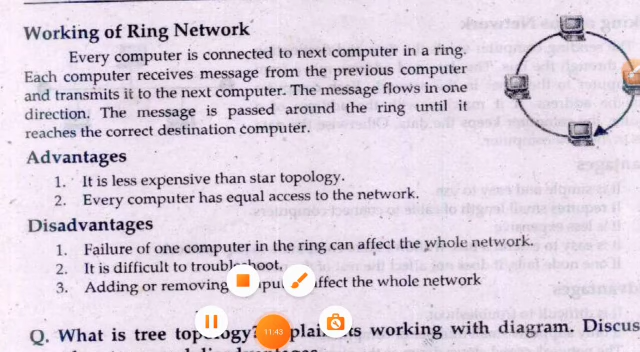 Working of Ring Network
Every computer is connected to next computer in a ring.
Each computer receives message from the previous computer
and transmits it to the next computer. The message flows in one
direction. The message is passed around the ring until it
reaches the correct destination computer.
Advantages
1. It is less expensive than star topology.
2. Every computer has equal access to the network.
Disadvantages
1. Failure of one computer in the ring can affect the whole network.
2. It is difficult to troubleshoot.
3. Adding or removing affect the whole network
11:43
Q. What is tree topology? working with diagram. Discus